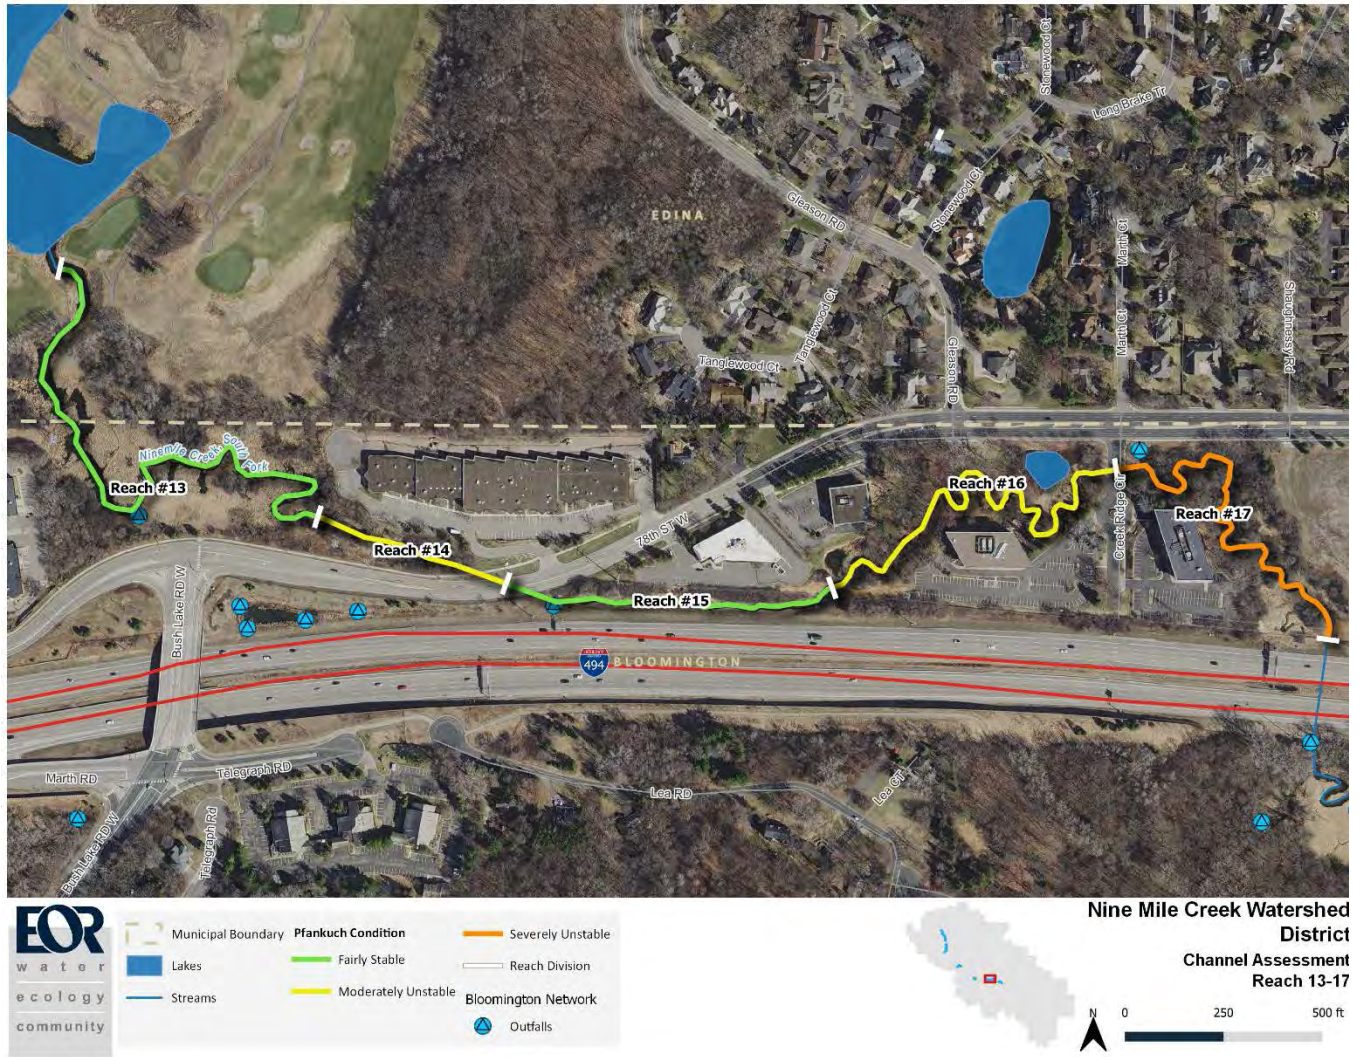 Stonewood Ct
Long Brake Tr
Gleason RD
EDINA
Stonewood Ct
Marth Ct
Shaughnessy Rd
Tanglewood Ct
Tanglewood Ct
Gleason RD
Marth Ct
Ninemile Creek, South Fork
Reach #13
Reach #14
78th ST W
Reach #15
Reach #16
Creek Ridge Cir
Reach #17
Bush Lake RD W
494
BLOOMINGTON
Marth RD
Telegraph RD
Telegraph Rd
Bush Lake RD W
Lea RD
Lea CT
EOR
water
ecology
community
Municipal Boundary
Lakes
Streams
Pfankuch Condition
Fairly Stable
Moderately Unstable
Severely Unstable
Reach Division
Bloomington Network
Outfalls
Nine Mile Creek Watershed
District
Channel Assessment
Reach 13-17
N
0 250 500 ft